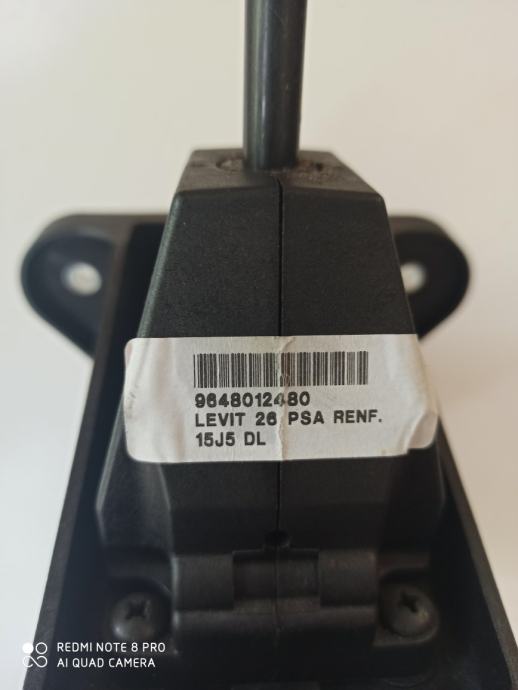 9648012480
LEVIT 26 PSA RENF.
15J5 DL
REDMI NOTE 8 PRO
AI QUAD CAMERA